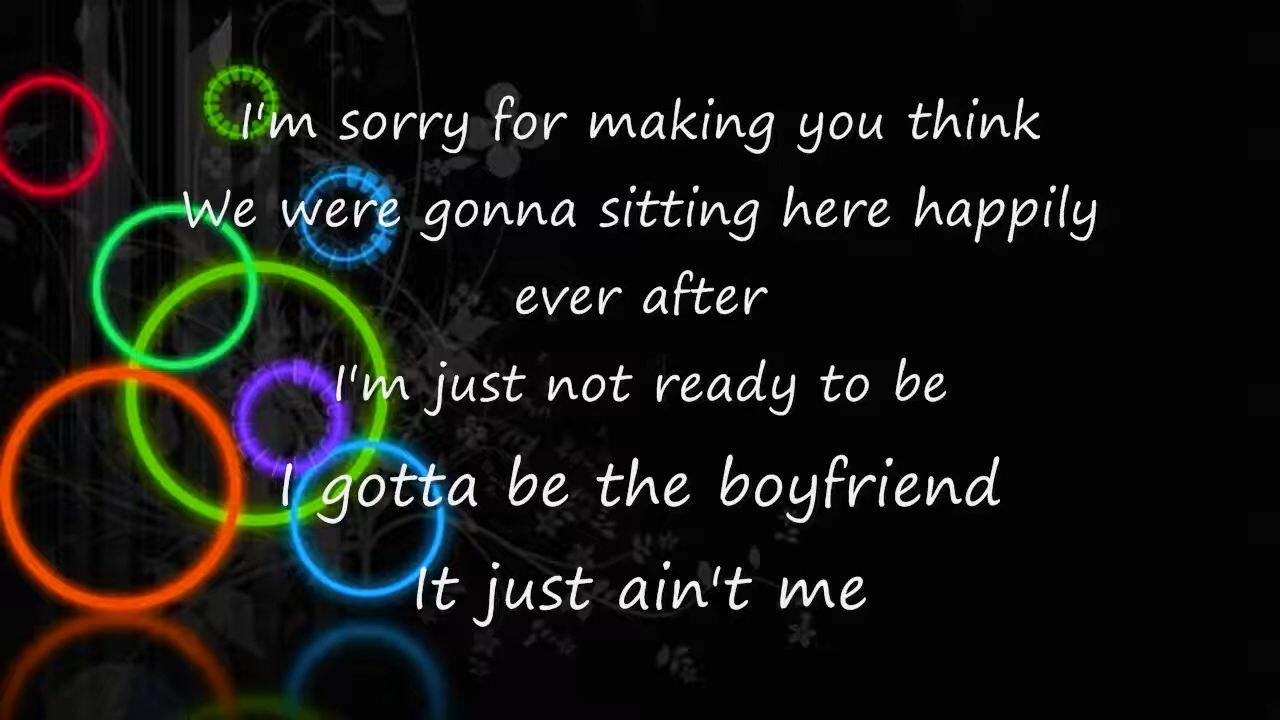 I'm sorry for making you think
We were gonna sitting here happily
ever after
I'm just not ready to be
I gotta be the boyfriend
It just ain't me